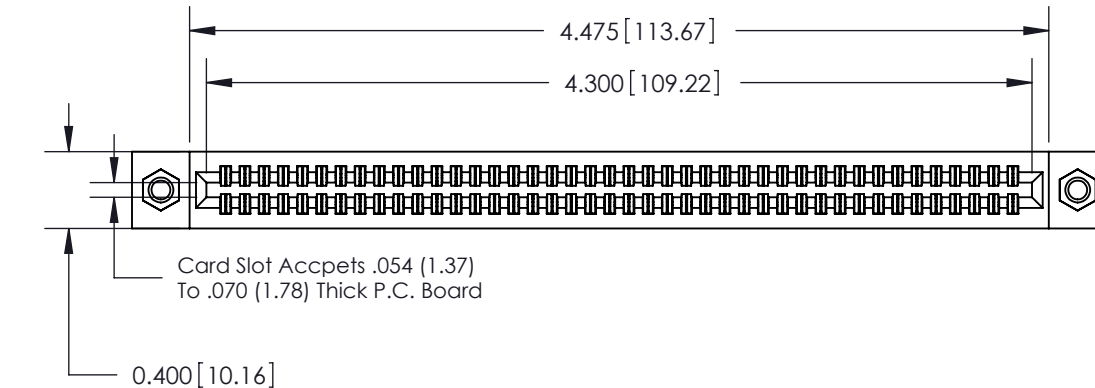 4.475[113.67]
4.300[109.22]
Card Slot Accpets .054 (1.37)
To .070 (1.78) Thick P.C. Board
0.400[10.16]